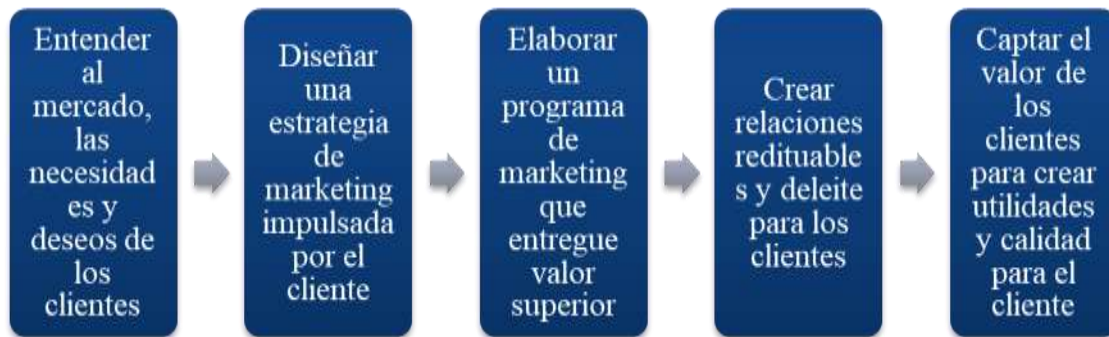 Entender
al
mercado,
las
necesidad
es y
deseos de
los
clientes
Diseñar
una
estrategia
de
marketing
impulsada
por el
cliente
Elaborar
un
programa
de
marketing
que
entregue
valor
superior
Crear
relaciones
redituable
s y deleite
para los
clientes
Captar el
valor de
los
clientes
para crear
utilidades
y calidad
para el
cliente